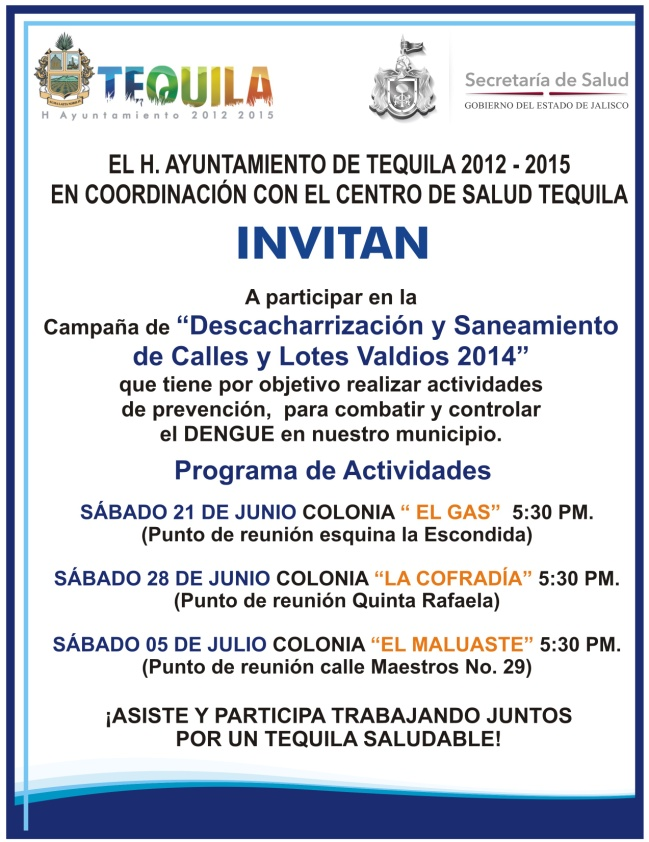 TEQUILA
H Ayuntamiento 2012 2015
Secretaría de Salud
GOBIERNO DEL ESTADO DE JALISCO
EL H. AYUNTAMIENTO DE TEQUILA 2012 - 2015
EN COORDINACIÓN CON EL CENTRO DE SALUD TEQUILA
INVITAN
A participar en la
Campaña de “Descacharrización y Saneamiento
de Calles y Lotes Valdios 2014”
que tiene por objetivo realizar actividades
de prevención, para combatir y controlar
el DENGUE en nuestro municipio.
Programa de Actividades
SÁBADO 21 DE JUNIO COLONIA “ EL GAS” 5:30 PM.
(Punto de reunión esquina la Escondida)
SÁBADO 28 DE JUNIO COLONIA “LA COFRADÍA” 5:30 PM.
(Punto de reunión Quinta Rafaela)
SÁBADO 05 DE JULIO COLONIA “EL MALUASTE” 5:30 PM.
(Punto de reunión calle Maestros No. 29)
¡ASISTE Y PARTICIPA TRABAJANDO JUNTOS
POR UN TEQUILA SALUDABLE!